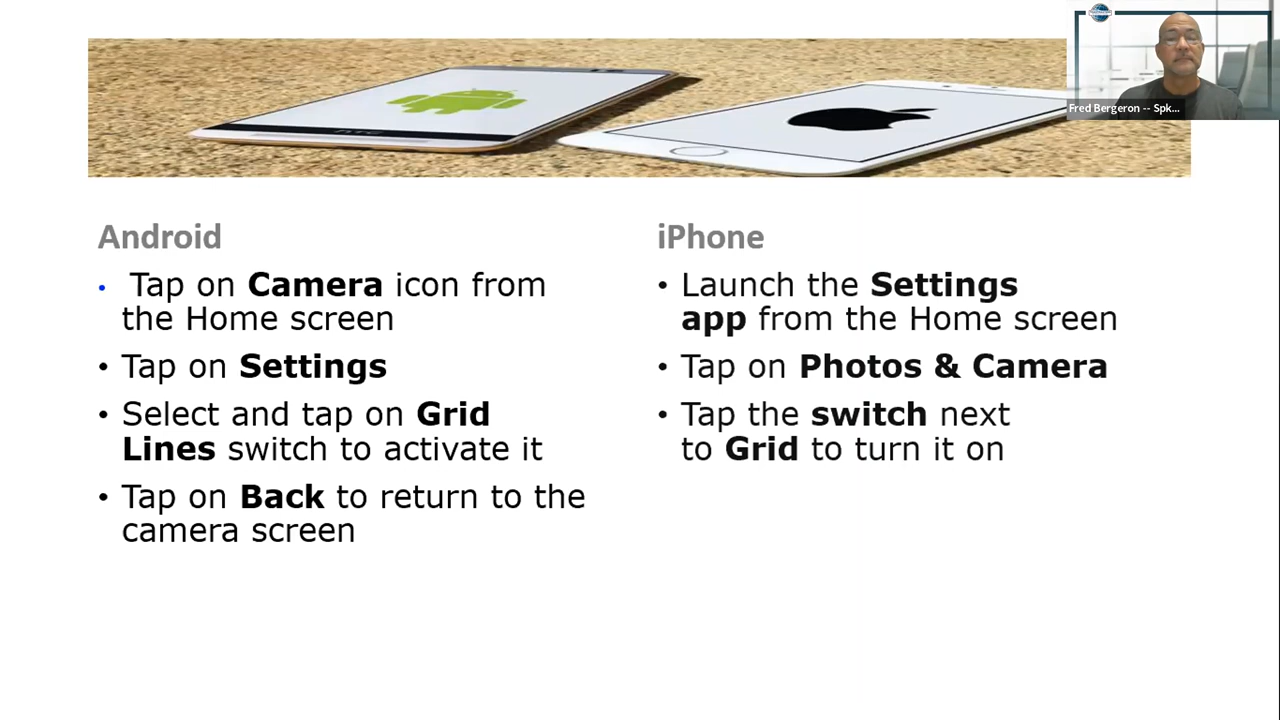 Fred Bergeron -- Spk...
Android
• Tap on Camera icon from
the Home screen
• Tap on Settings
• Select and tap on Grid
Lines switch to activate it
• Tap on Back to return to the
camera screen
iPhone
• Launch the Settings
app from the Home screen
• Tap on Photos & Camera
• Tap the switch next
to Grid to turn it on